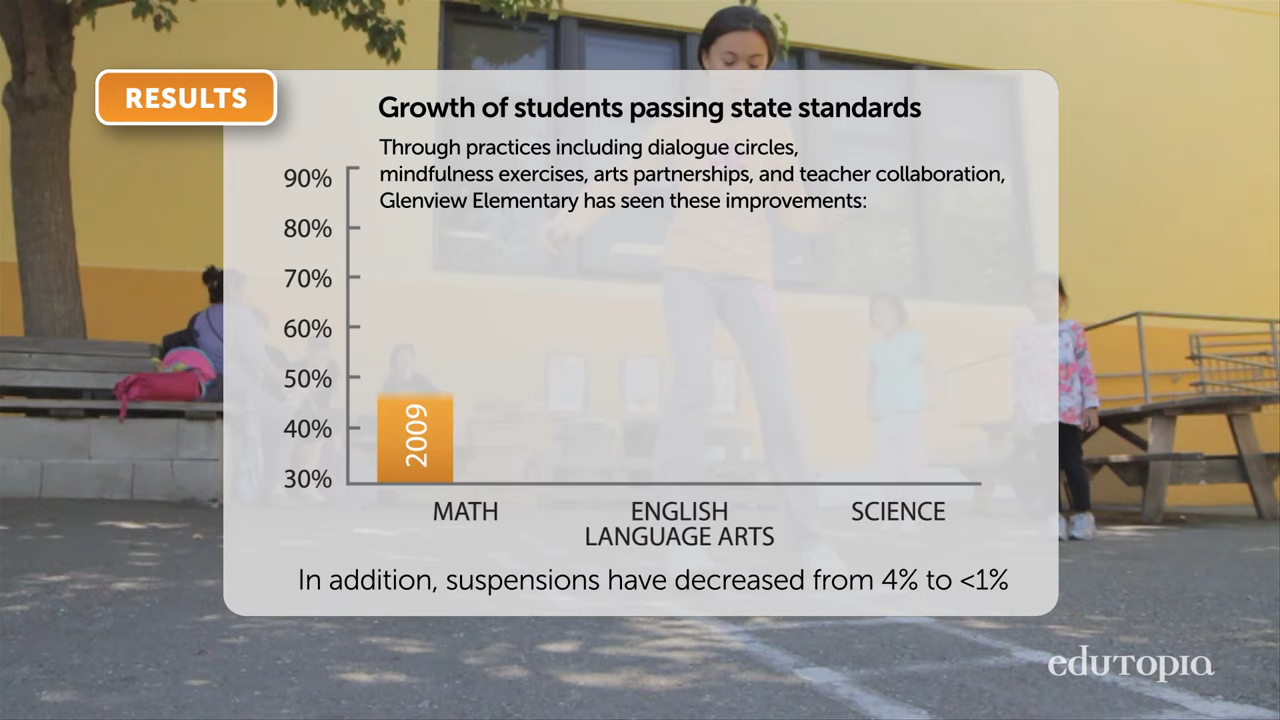 RESULTS
Growth of students passing state standards
Through practices including dialogue circles,
mindfulness exercises, arts partnerships, and teacher collaboration,
Glenview Elementary has seen these improvements:
90%
80%
70%
60%
50%
40%
30%
2009
MATH
ENGLISH
LANGUAGE ARTS
SCIENCE
In addition, suspensions have decreased from 4% to <1%
edutopia